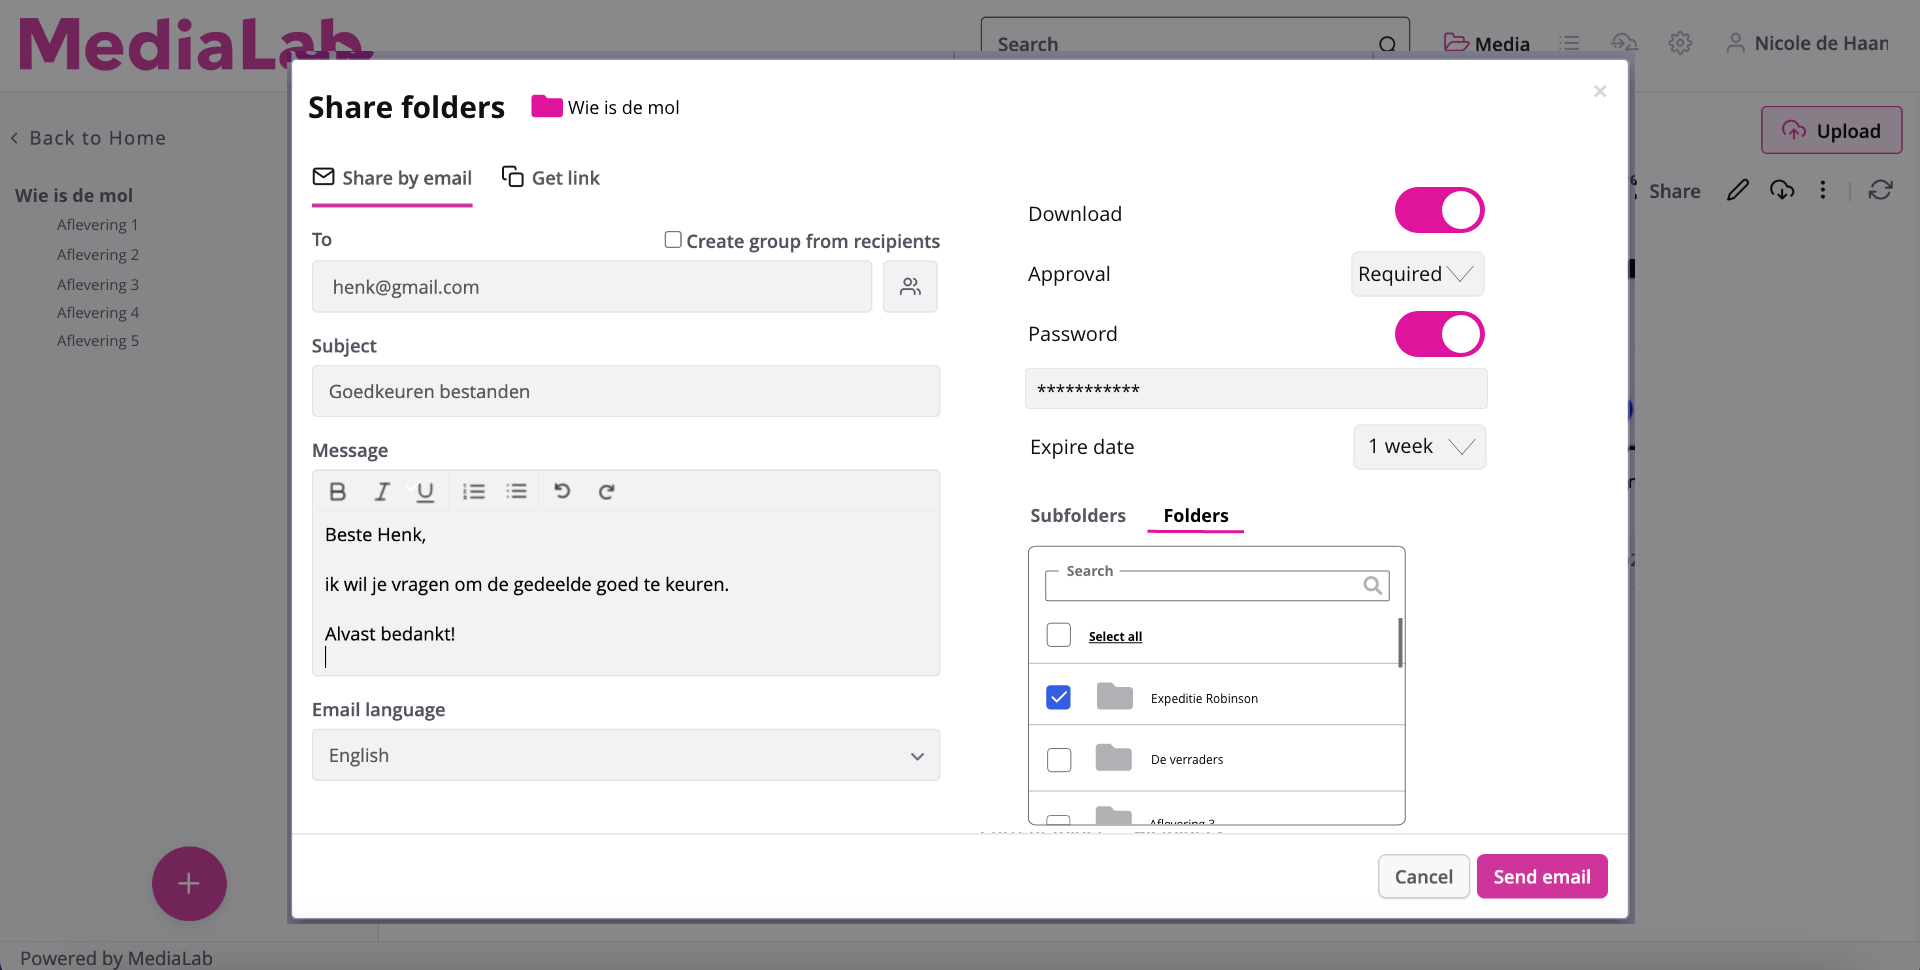 MediaLab
Search
Media
Nicole de Haan
Back to Home
Upload
Share
Wie is de mol
Aflevering 1
Aflevering 2
Aflevering 3
Aflevering 4
Aflevering 5
Share folders
Wie is de mol
×
Share by email
Get link
To
Create group from recipients
henk@gmail.com
Subject
Goedkeuren bestanden
Message
B I U
Beste Henk,
ik wil je vragen om de gedeelde goed te keuren.
Alvast bedankt!
Email language
English
Download
Approval
Required
Password
***********
Expire date
1 week
Subfolders
Folders
Search
Select all
Expeditie Robinson
De verraders
Aflevering 3
Cancel
Send email
+
Powered by MediaLab